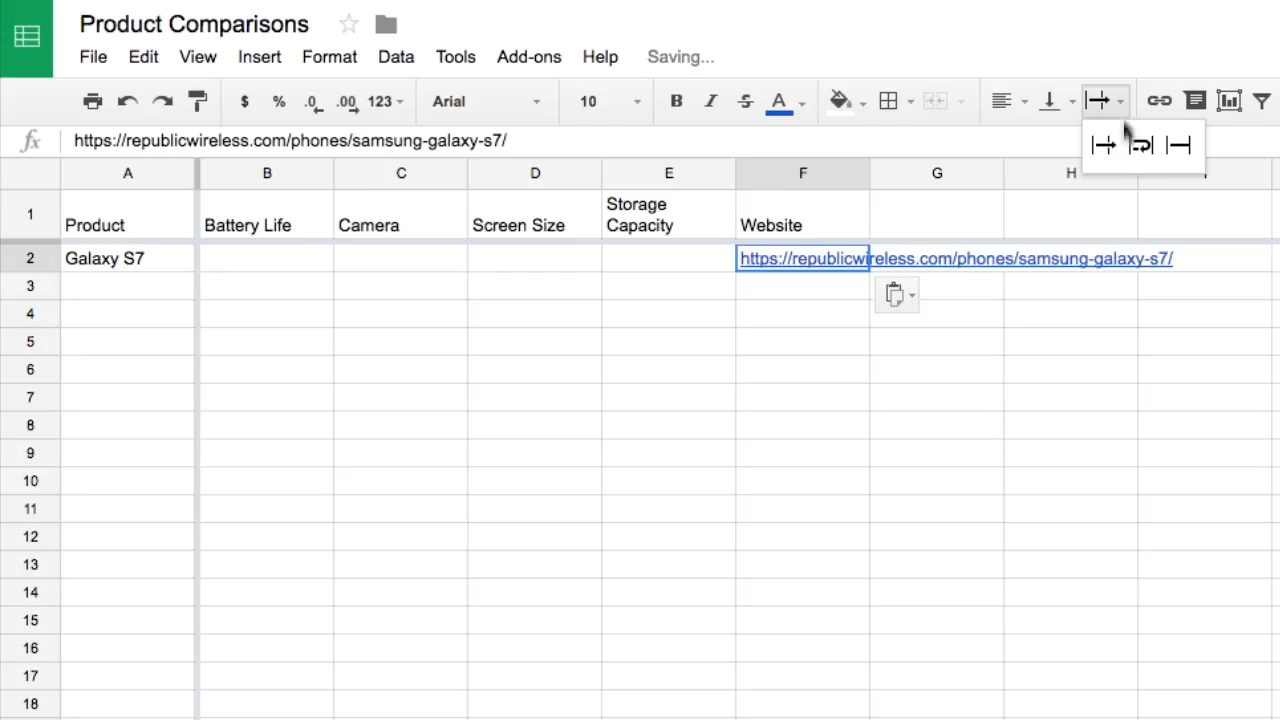 Product Comparisons
File Edit View Insert Format Data Tools Add-ons Help Saving...
$ % .0 .00 123 Arial 10 B I S A
fx https://republicwireless.com/phones/samsung-galaxy-s7/
A B C D E F G H
1 Product Battery Life Camera Screen Size Storage Capacity Website
2 Galaxy S7 https://republicwireless.com/phones/samsung-galaxy-s7/
3
4
5
6
7
8
9
10
11
12
13
14
15
16
17
18